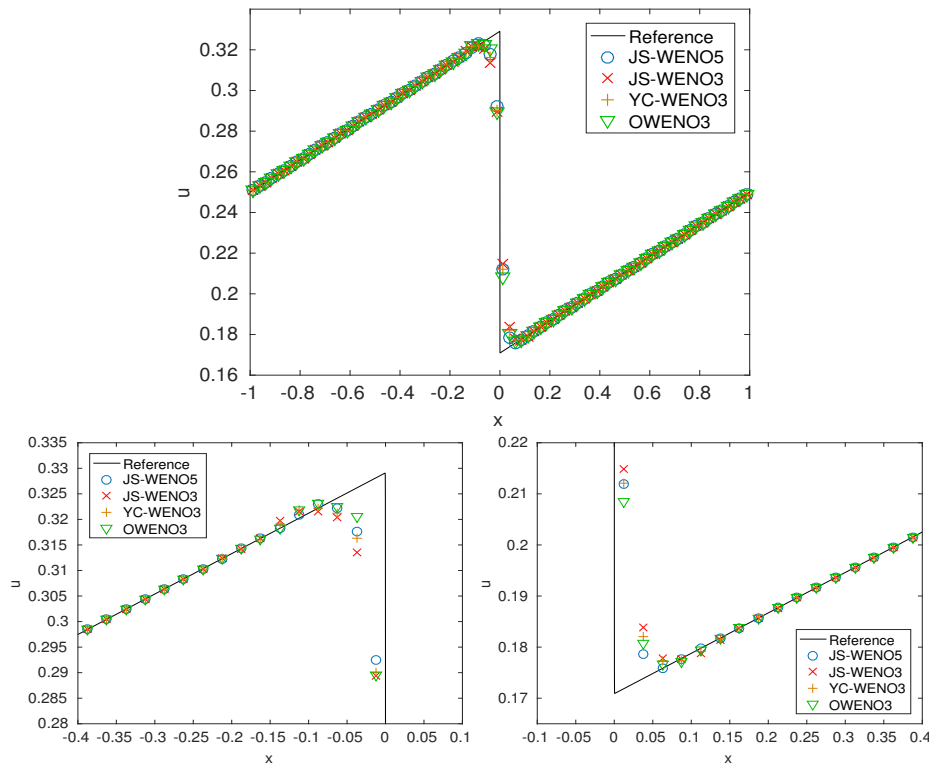 0.32
0.3
0.28
0.26
0.24
0.22
0.2
0.18
0.16
u
Reference
JS-WENO5
JS-WENO3
YC-WENO3
OWENO3
-1 -0.8 -0.6 -0.4 -0.2 0 0.2 0.4 0.6 0.8 1
x
0.335
0.33
0.325
0.32
0.315
0.31
0.305
0.3
0.295
0.29
0.285
0.28
u
Reference
JS-WENO5
JS-WENO3
YC-WENO3
OWENO3
-0.4 -0.35 -0.3 -0.25 -0.2 -0.15 -0.1 -0.05 0 0.05 0.1
x
0.22
0.21
0.2
0.19
0.18
0.17
u
Reference
JS-WENO5
JS-WENO3
YC-WENO3
OWENO3
-0.1 -0.05 0 0.05 0.1 0.15 0.2 0.25 0.3 0.35 0.4
x